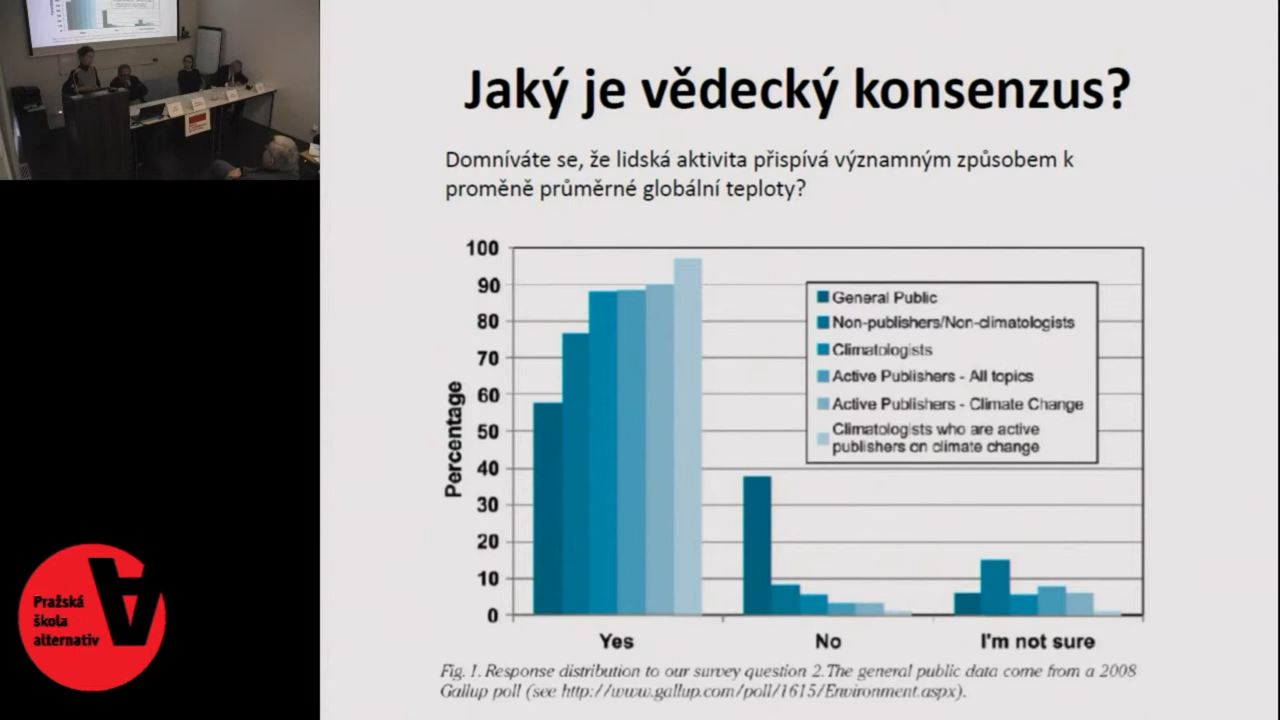 Jaký je vědecký konsenzus?
Domníváte se, že lidská aktivita přispívá významným způsobem k
proměně průměrné globální teploty?
100
90
80
70
60
50
40
30
20
10
0
Percentage
General Public
Non-publishers/Non-climatologists
Climatologists
Active Publishers - All topics
Active Publishers - Climate Change
Climatologists who are active
publishers on climate change
Yes
No
I'm not sure
Fig. 1. Response distribution to our survey question 2. The general public data come from a 2008
Gallup poll (see http://www.gallup.com/poll/1615/Environment.aspx).
Pražská
škola
alternativ